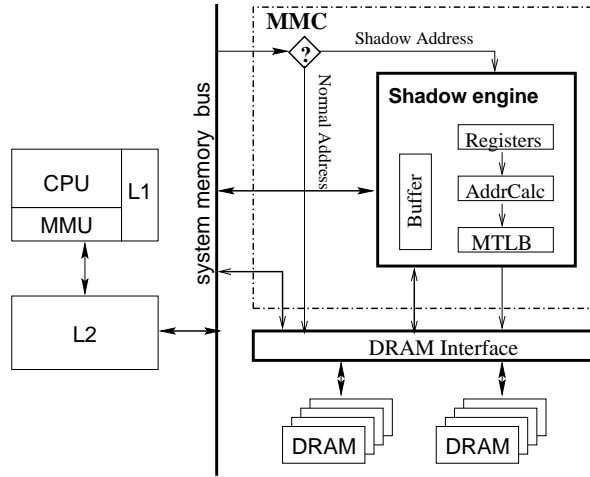 MMC
?
Shadow Address
Normal Address
Shadow engine
Registers
AddrCalc
MTLB
Buffer
system memory bus
CPU
MMU
L1
L2
DRAM Interface
DRAM
DRAM